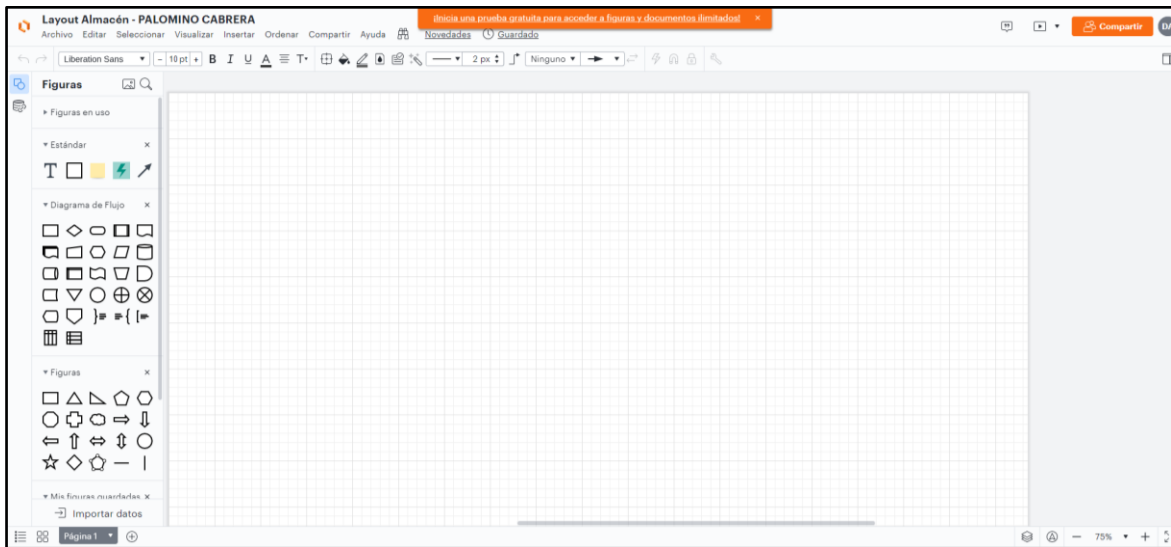 Layout Almacén - PALOMINO CABRERA
¡Inicia una prueba gratuita para acceder a figuras y documentos ilimitados! ×
Archivo Editar Seleccionar Visualizar Insertar Ordenar Compartir Ayuda Novedades Guardado
Compartir
DA
Liberation Sans - 10 pt + B I U A T 2 px Ninguno
Figuras
Figuras en uso
Estándar ×
T
Diagrama de Flujo ×
Figuras ×
Mis figuras guardadas ×
Importar datos
Página 1 75%